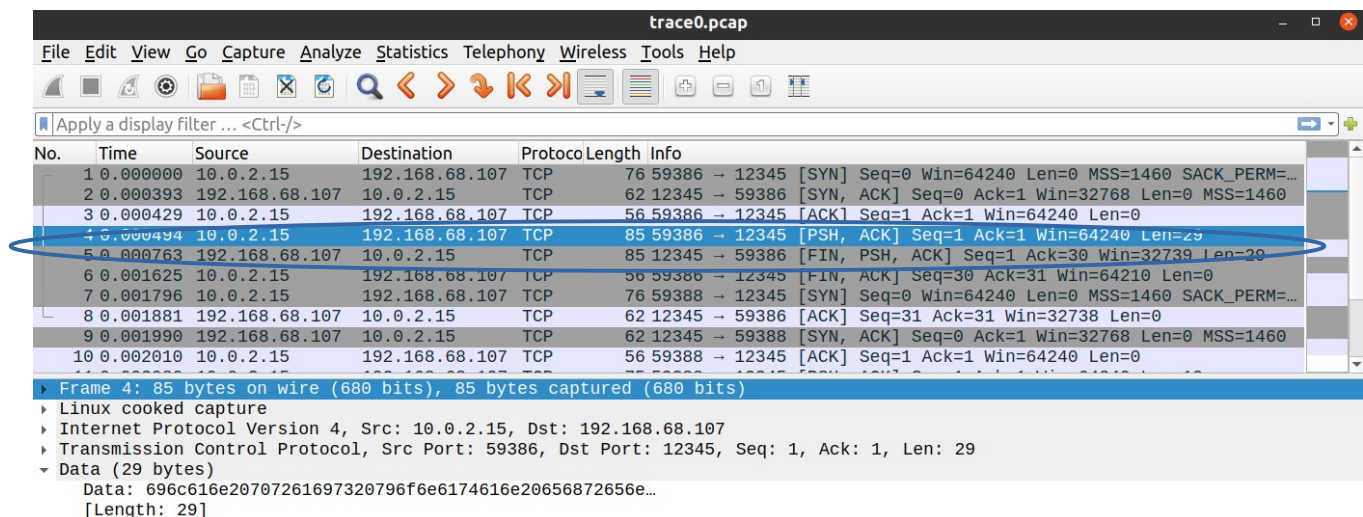 trace0.pcap
File Edit View Go Capture Analyze Statistics Telephony Wireless Tools Help
Apply a display filter … <Ctrl-/>
No. Time Source Destination Protoco Length Info
1 0.000000 10.0.2.15 192.168.68.107 TCP 76 59386 → 12345 [SYN] Seq=0 Win=64240 Len=0 MSS=1460 SACK_PERM=…
2 0.000393 192.168.68.107 10.0.2.15 TCP 62 12345 → 59386 [SYN, ACK] Seq=0 Ack=1 Win=32768 Len=0 MSS=1460
3 0.000429 10.0.2.15 192.168.68.107 TCP 56 59386 → 12345 [ACK] Seq=1 Ack=1 Win=64240 Len=0
4 0.000494 10.0.2.15 192.168.68.107 TCP 85 59386 → 12345 [PSH, ACK] Seq=1 Ack=1 Win=64240 Len=29
5 0.000763 192.168.68.107 10.0.2.15 TCP 85 12345 → 59386 [FIN, PSH, ACK] Seq=1 Ack=30 Win=32739 Len=29
6 0.001625 10.0.2.15 192.168.68.107 TCP 56 59386 → 12345 [FIN, ACK] Seq=30 Ack=31 Win=64210 Len=0
7 0.001796 10.0.2.15 192.168.68.107 TCP 76 59388 → 12345 [SYN] Seq=0 Win=64240 Len=0 MSS=1460 SACK_PERM=…
8 0.001881 192.168.68.107 10.0.2.15 TCP 62 12345 → 59386 [ACK] Seq=31 Ack=31 Win=32738 Len=0
9 0.001990 192.168.68.107 10.0.2.15 TCP 62 12345 → 59388 [SYN, ACK] Seq=0 Ack=1 Win=32768 Len=0 MSS=1460
10 0.002010 10.0.2.15 192.168.68.107 TCP 56 59388 → 12345 [ACK] Seq=1 Ack=1 Win=64240 Len=0
Frame 4: 85 bytes on wire (680 bits), 85 bytes captured (680 bits)
Linux cooked capture
Internet Protocol Version 4, Src: 10.0.2.15, Dst: 192.168.68.107
Transmission Control Protocol, Src Port: 59386, Dst Port: 12345, Seq: 1, Ack: 1, Len: 29
Data (29 bytes)
Data: 696c616e20707261697320796f6e6174616e20656872656e…
[Length: 29]